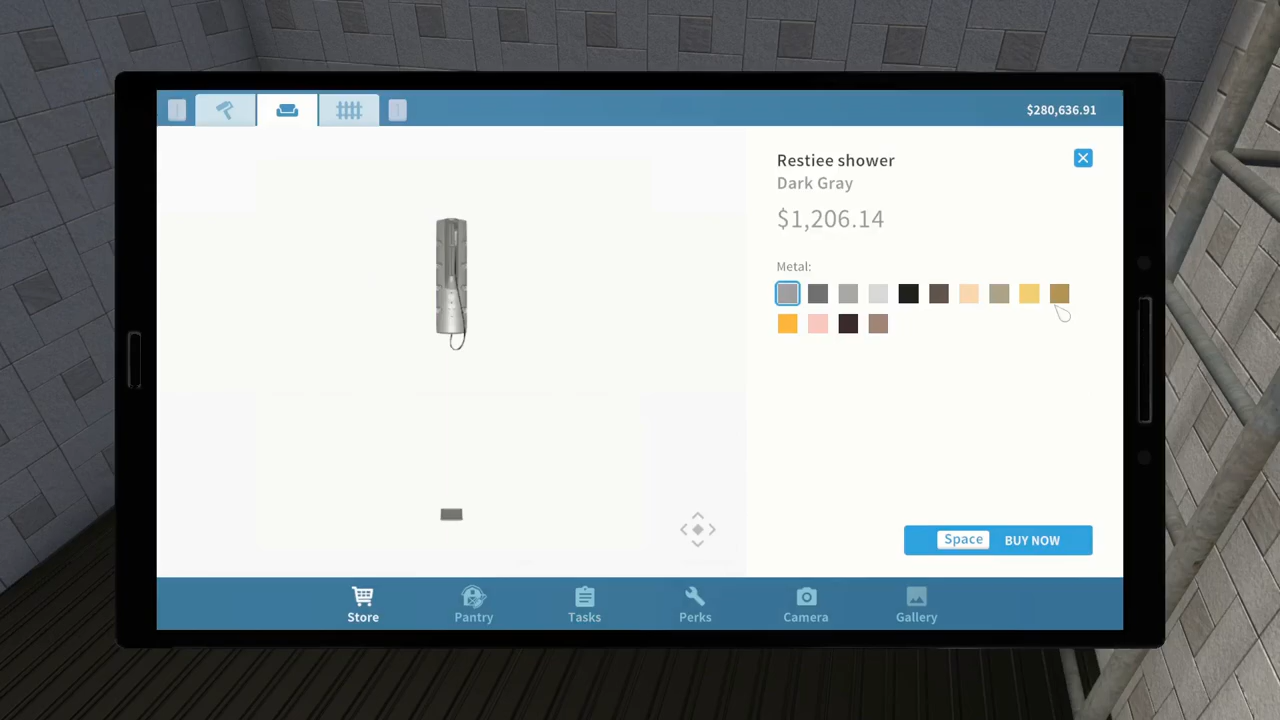 $280,636.91
Restiee shower
Dark Gray
$1,206.14
Metal:
Space BUY NOW
Store Pantry Tasks Perks Camera Gallery